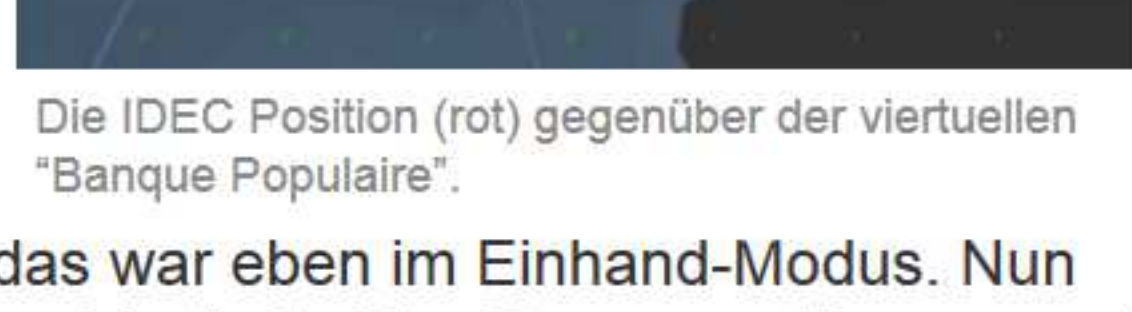 Die IDEC Position (rot) gegenüber der viertuellen
“Banque Populaire”.
das war eben im Einhand-Modus. Nun